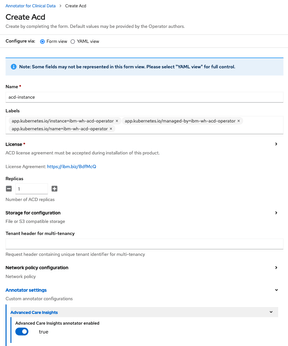 Annotator for Clinical Data > Create Acd
Create Acd
Create by completing the form. Default values may be provided by the Operator authors.
Configure via: Form view YAML view
Note: Some fields may not be represented in this form view. Please select "YAML view" for full control.
Name *
acd-instance
Labels
app.kubernetes.io/instance=ibm-wh-acd-operator × app.kubernetes.io/managed-by=ibm-wh-acd-operator ×
app.kubernetes.io/name=ibm-wh-acd-operator ×
License *
ACD license agreement must be accepted during installation of this product.
License Agreement:
Replicas
1
Number of ACD replicas
Storage for configuration
File or S3 compatible storage
Tenant header for multi-tenancy
Request header containing unique tenant identifier for multi-tenancy.
Network policy configuration
Network policy
Annotator settings
Custom annotator configurations
Advanced Care Insights
Advanced Care Insights annotator enabled
true